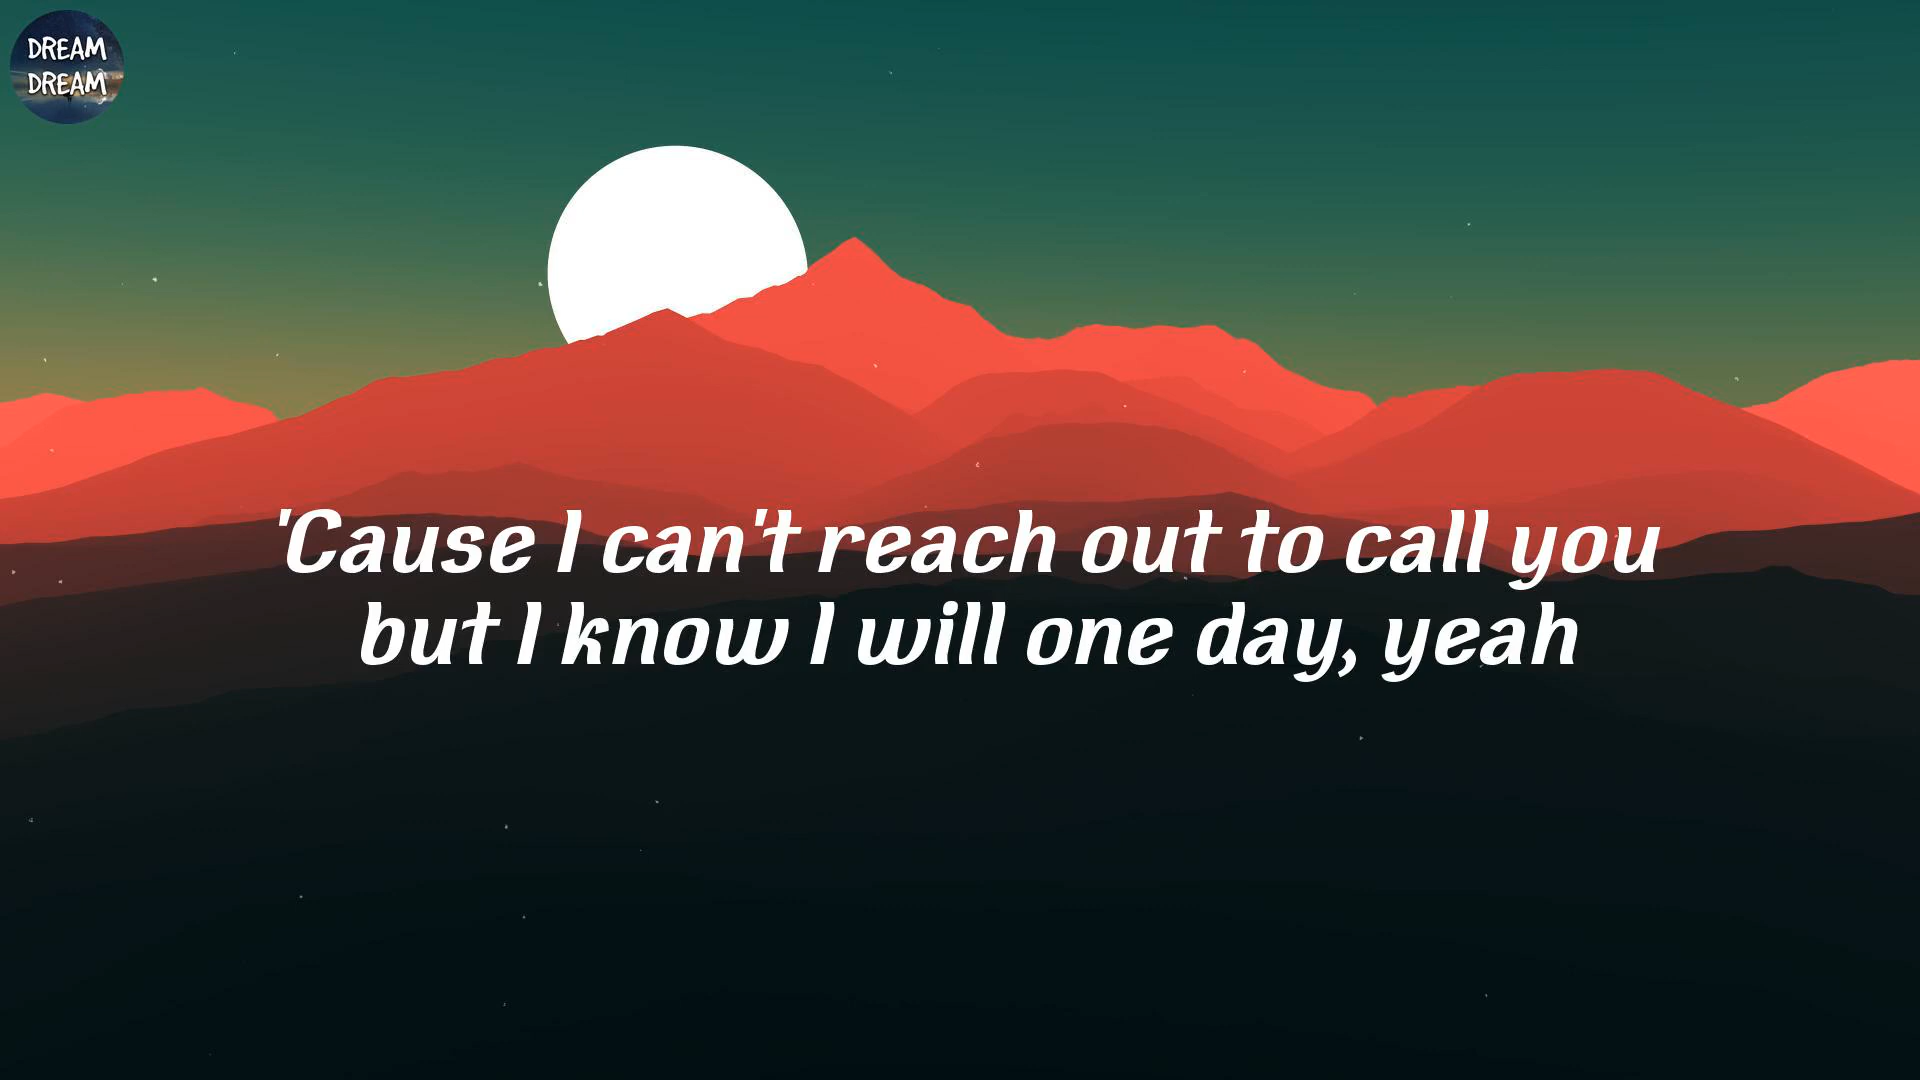 DREAM
DREAM
'Cause I can't reach out to call you
but I know I will one day, yeah